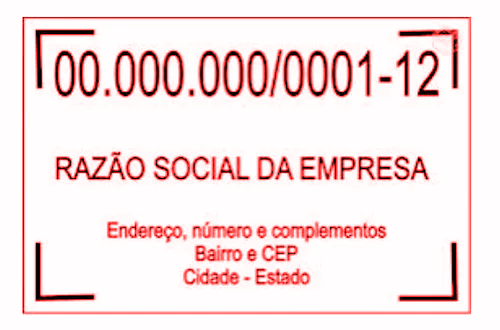 00.000.000/0001-12
RAZÃO SOCIAL DA EMPRESA
Endereço, número e complementos
Bairro e CEP
Cidade - Estado